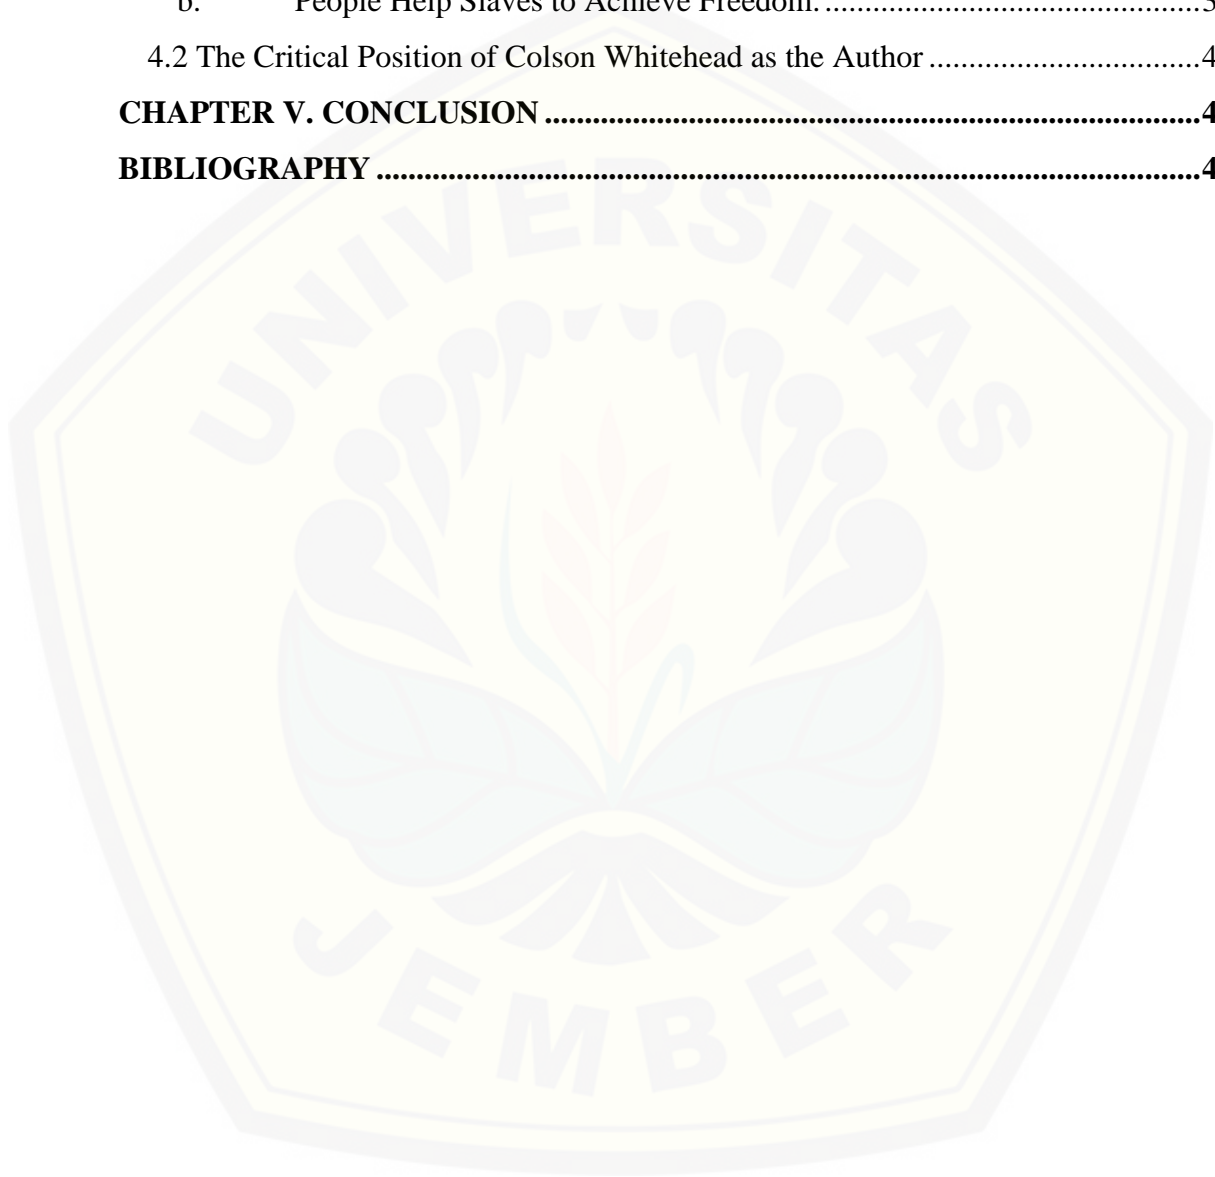 b. People Help Slaves to Achieve Freedom. ................................................ 3
4.2 The Critical Position of Colson Whitehead as the Author ................................... 4
CHAPTER V. CONCLUSION .................................................................................... 4
BIBLIOGRAPHY ......................................................................................................... 4
UNIVERSITAS
JEMBER